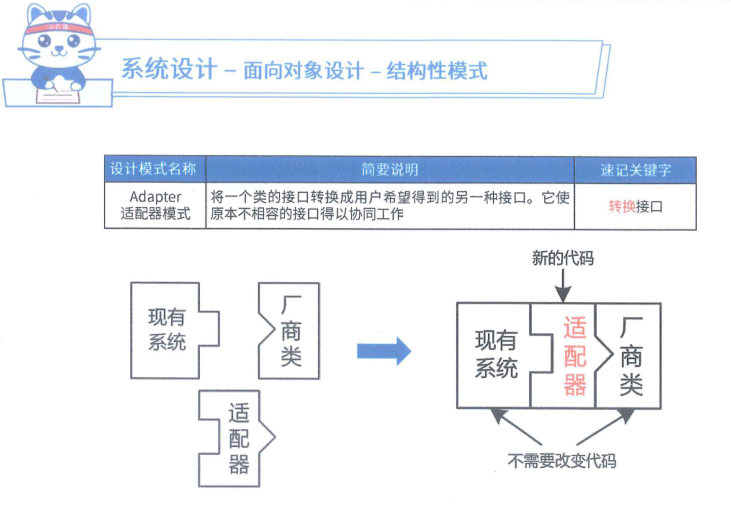 系统设计 – 面向对象设计 – 结构性模式
设计模式名称 简要说明 速记关键字
Adapter
适配器模式
将一个类的接口转换成用户希望得到的另一种接口。它使
原本不相容的接口得以协同工作
转换接口
现有
系统
厂
商
类
适
配
器
新的代码
现有
系统
适
配
器
厂
商
类
不需要改变代码